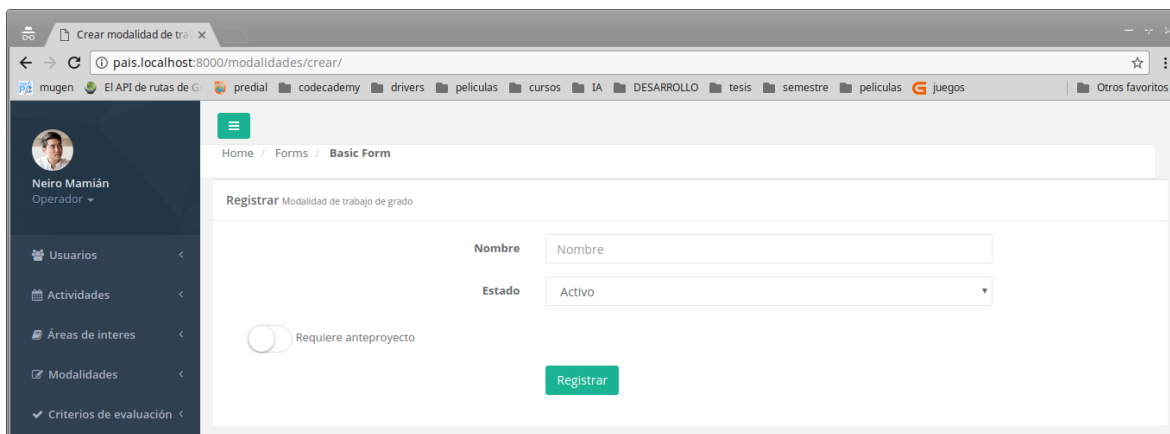 Crear modalidad de tra
pais.localhost:8000/modalidades/crear/
mugen El API de rutas de G predial codecademy drivers peliculas cursos IA DESARROLLO tesis semestre peliculas juegos Otros favoritos
Home / Forms / Basic Form
Neiro Mamián
Operador
Registrar Modalidad de trabajo de grado
Nombre Nombre
Usuarios
Estado Activo
Actividades
Requiere anteproyecto
Áreas de interes
Modalidades
Registrar
Criterios de evaluación